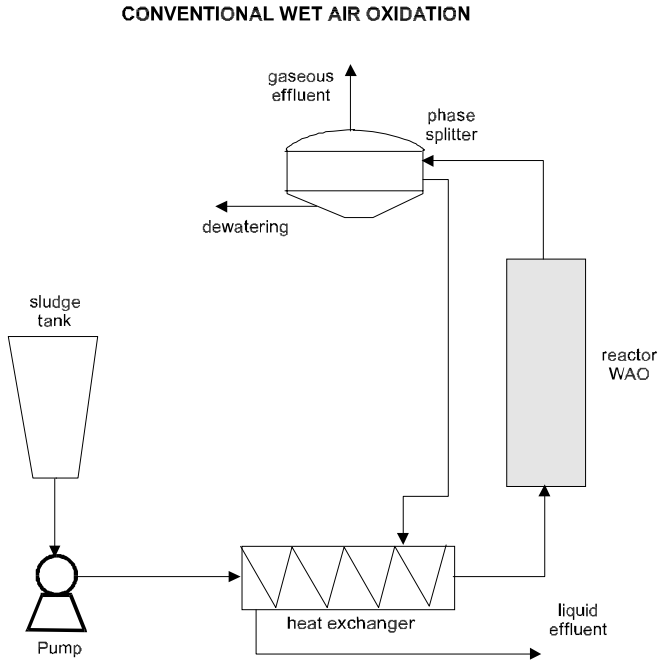 CONVENTIONAL WET AIR OXIDATION
gaseous
effluent
phase
splitter
dewatering
sludge
tank
reactor
WAO
liquid
effluent
heat exchanger
Pump